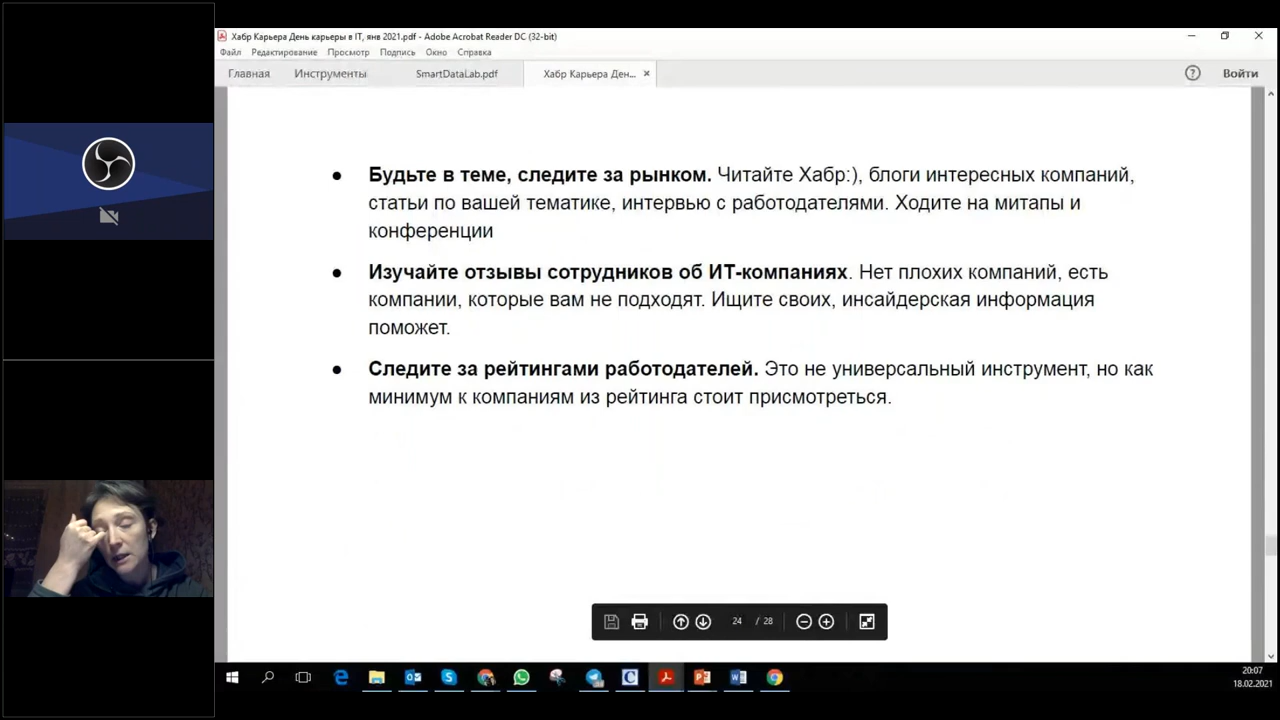 Хабр Карьера День карьеры в IT, янв 2021.pdf - Adobe Acrobat Reader DC (32-bit)
Файл Редактирование Просмотр Подпись Окно Справка
Главная Инструменты SmartDataLab.pdf Хабр Карьера Ден... × ? Войти
● Будьте в теме, следите за рынком. Читайте Хабр:), блоги интересных компаний,
статьи по вашей тематике, интервью с работодателями. Ходите на митапы и
конференции
● Изучайте отзывы сотрудников об ИТ-компаниях. Нет плохих компаний, есть
компании, которые вам не подходят. Ищите своих, инсайдерская информация
поможет.
● Следите за рейтингами работодателей. Это не универсальный инструмент, но как
минимум к компаниям из рейтинга стоит присмотреться.
24 / 28
20:07
18.02.2021